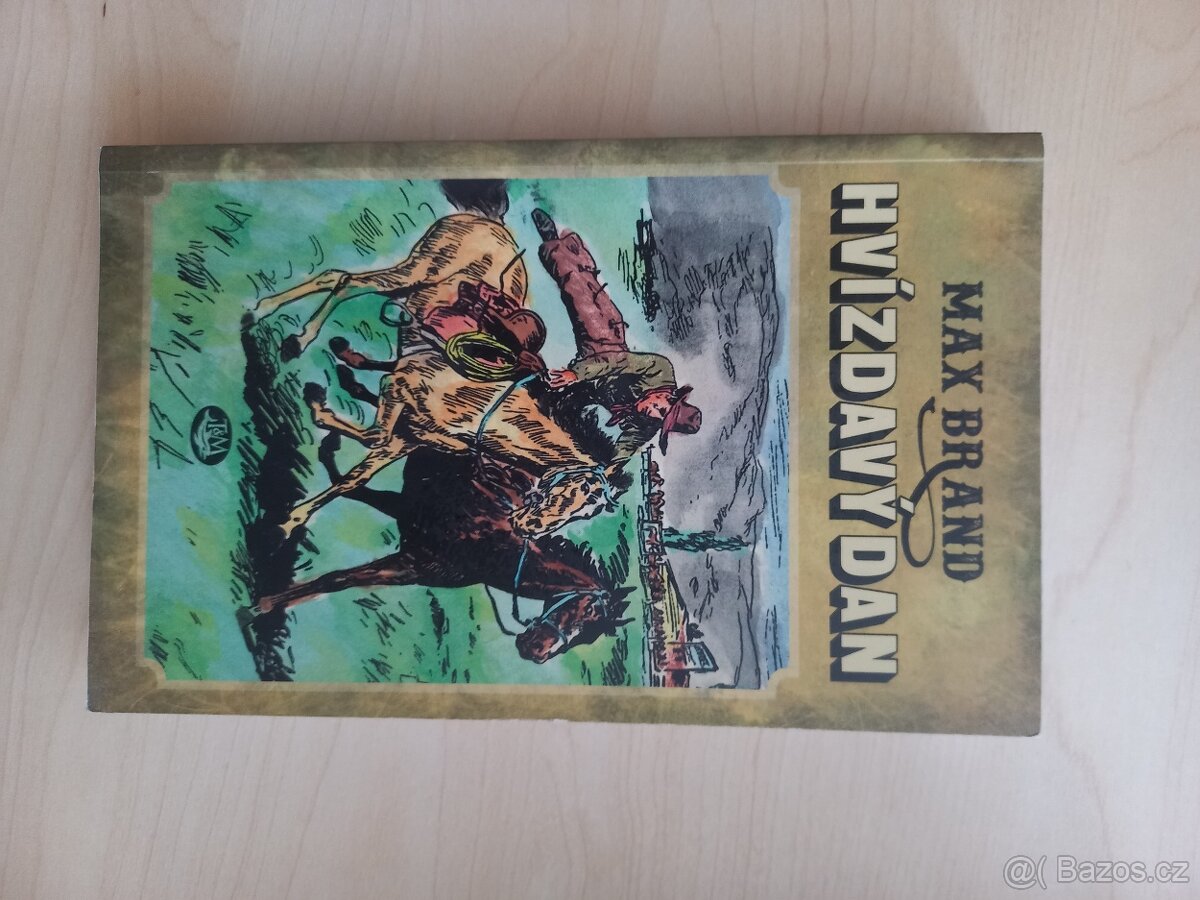 MAX BRAND
HVÍZDAVÝ DAN
@( Bazos.cz